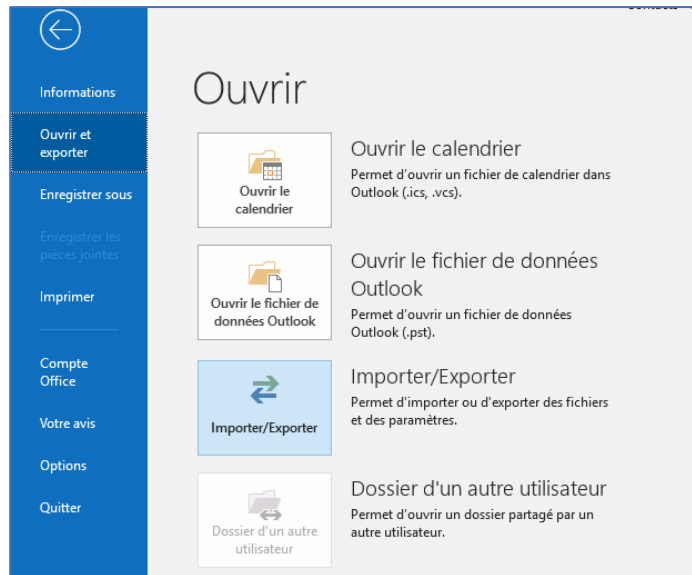 Informations
Ouvrir et
exporter
Enregistrer sous
Enregistrer les
pièces jointes
Imprimer
Compte
Office
Votre avis
Options
Quitter
Ouvrir
Ouvrir le
calendrier
Ouvrir le calendrier
Permet d'ouvrir un fichier de calendrier dans
Outlook (.ics, .vcs).
Ouvrir le fichier de
données Outlook
Ouvrir le fichier de données
Outlook
Permet d'ouvrir un fichier de données
Outlook (.pst).
Importer/Exporter
Importer/Exporter
Permet d'importer ou d'exporter des fichiers
et des paramètres.
Dossier d'un autre
utilisateur
Dossier d'un autre utilisateur
Permet d'ouvrir un dossier partagé par un
autre utilisateur.